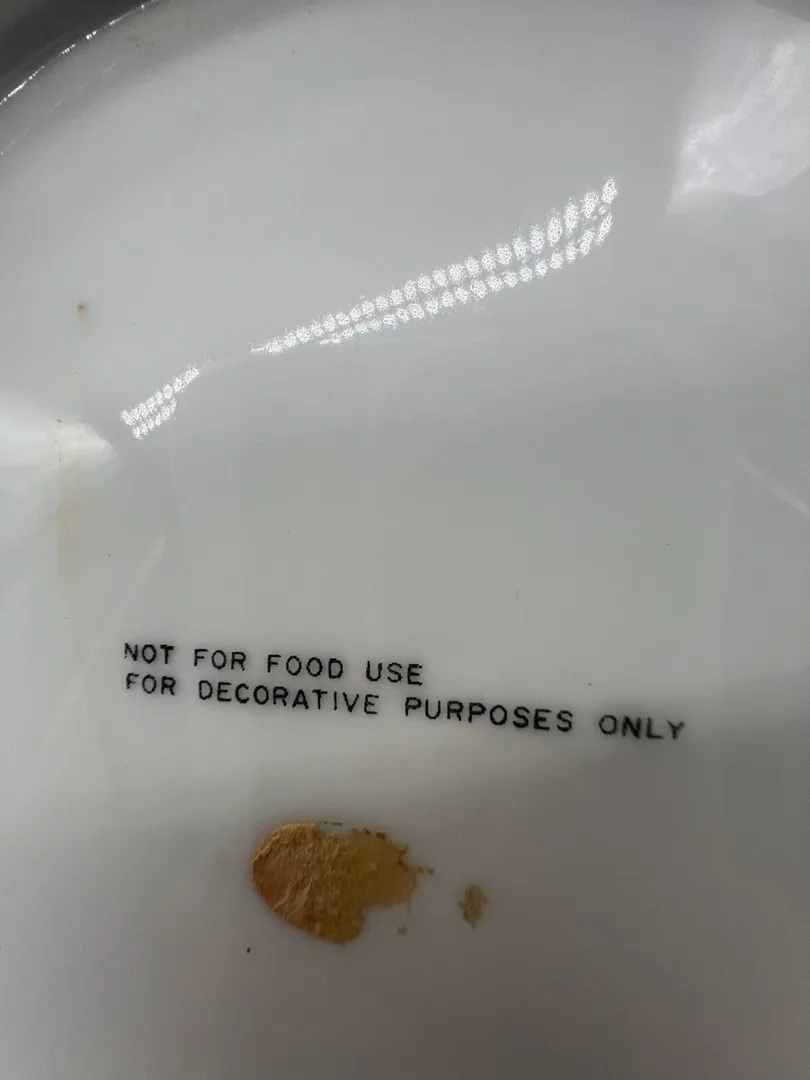 NOT FOR FOOD USE
FOR DECORATIVE PURPOSES ONLY